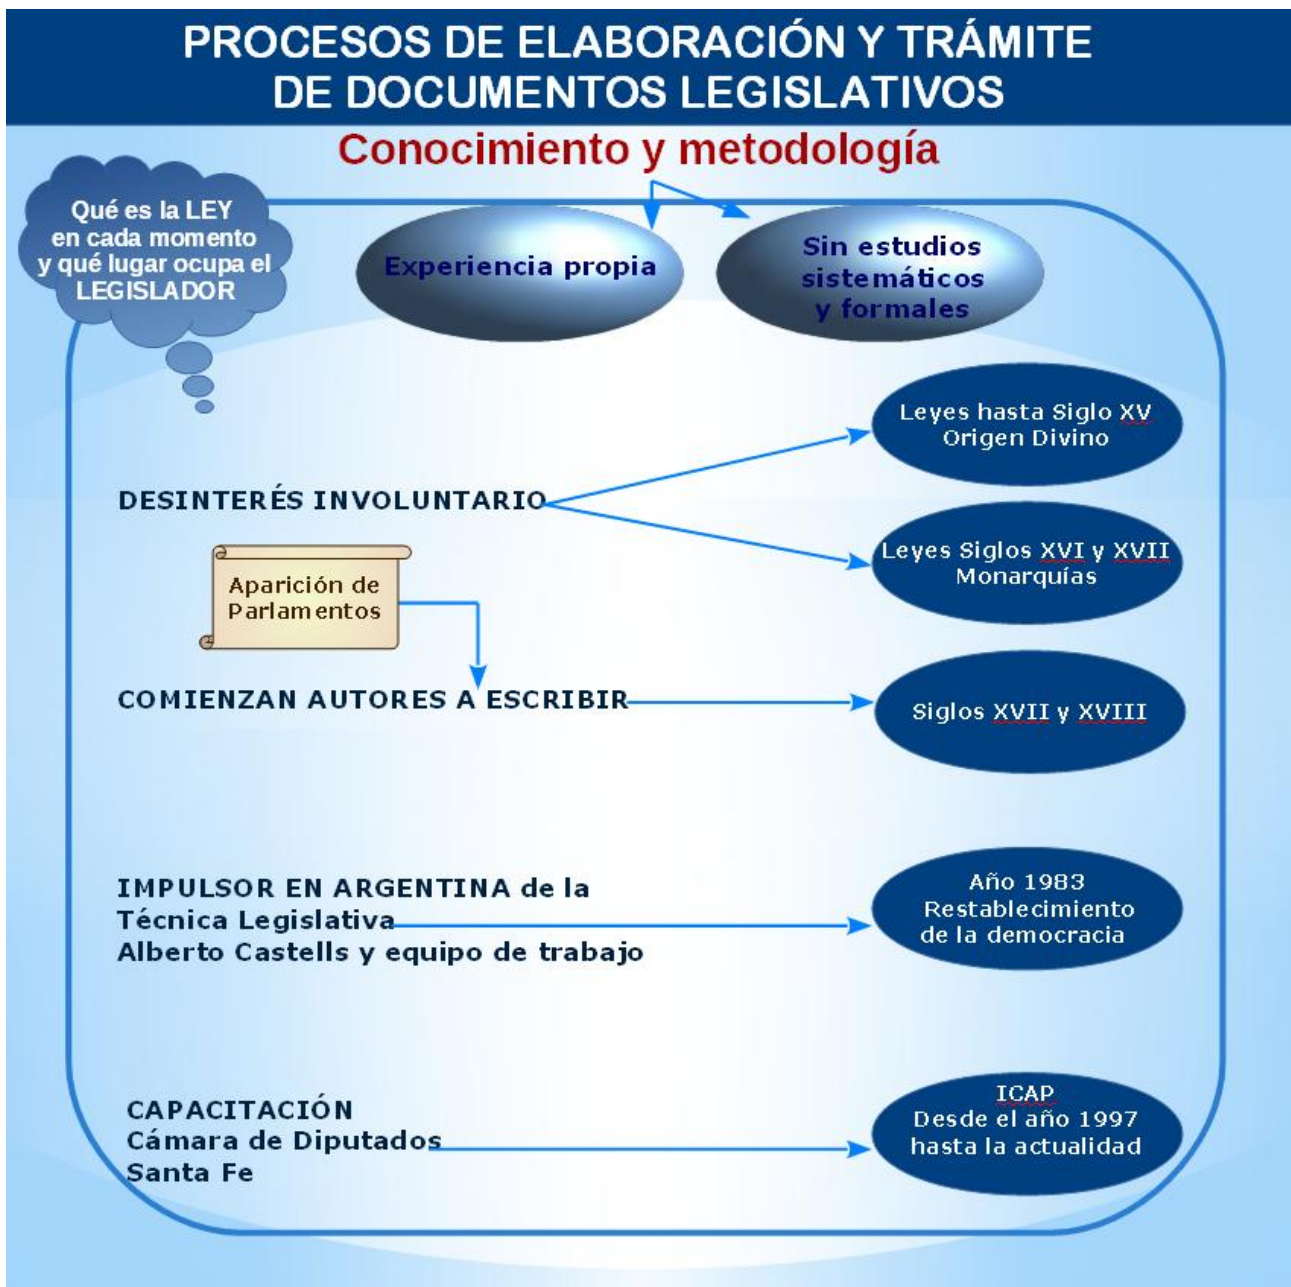 PROCESOS DE ELABORACIÓN Y TRÁMITE
DE DOCUMENTOS LEGISLATIVOS
Conocimiento y metodología
Qué es la LEY
en cada momento
y qué lugar ocupa el
LEGISLADOR
Experiencia propia
Sin estudios
sistemáticos
y formales
Leyes hasta Siglo XV
Origen Divino
DESINTERÉS INVOLUNTARIO
Leyes Siglos XVI y XVII
Monarquías
Aparición de
Parlamentos
COMIENZAN AUTORES A ESCRIBIR
Siglos XVII y XVIII
IMPULSOR EN ARGENTINA de la
Técnica Legislativa
Alberto Castells y equipo de trabajo
Año 1983
Restablecimiento
de la democracia
CAPACITACIÓN
Cámara de Diputados
Santa Fe
ICAP
Desde el año 1997
hasta la actualidad